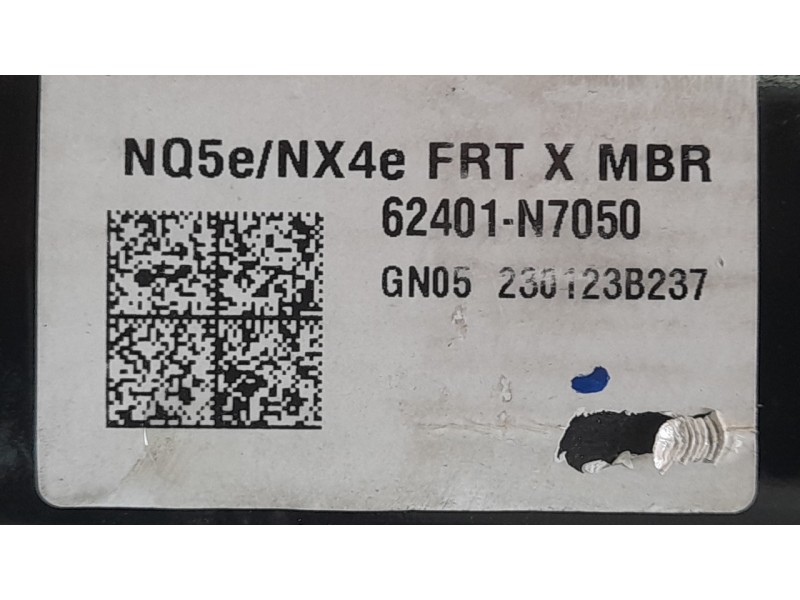 NQ5e/NX4e FRT X MBR
62401-N7050
GN05 230123B237